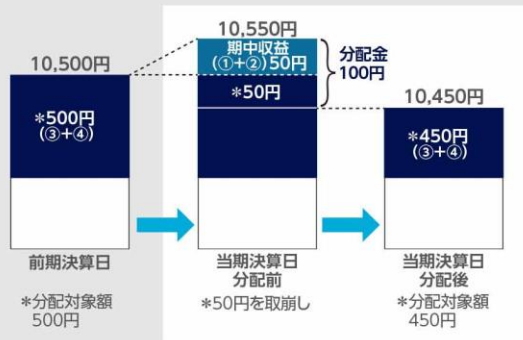 10,550円
期中収益
(①+②)50円
分配金
100円
10,500円
*50円
10,450円
*500円
(③+④)
*450円
(③+④)
前期決算日
当期決算日
分配前
当期決算日
分配後
*分配対象額
500円
*50円を取崩し
*分配対象額
450円